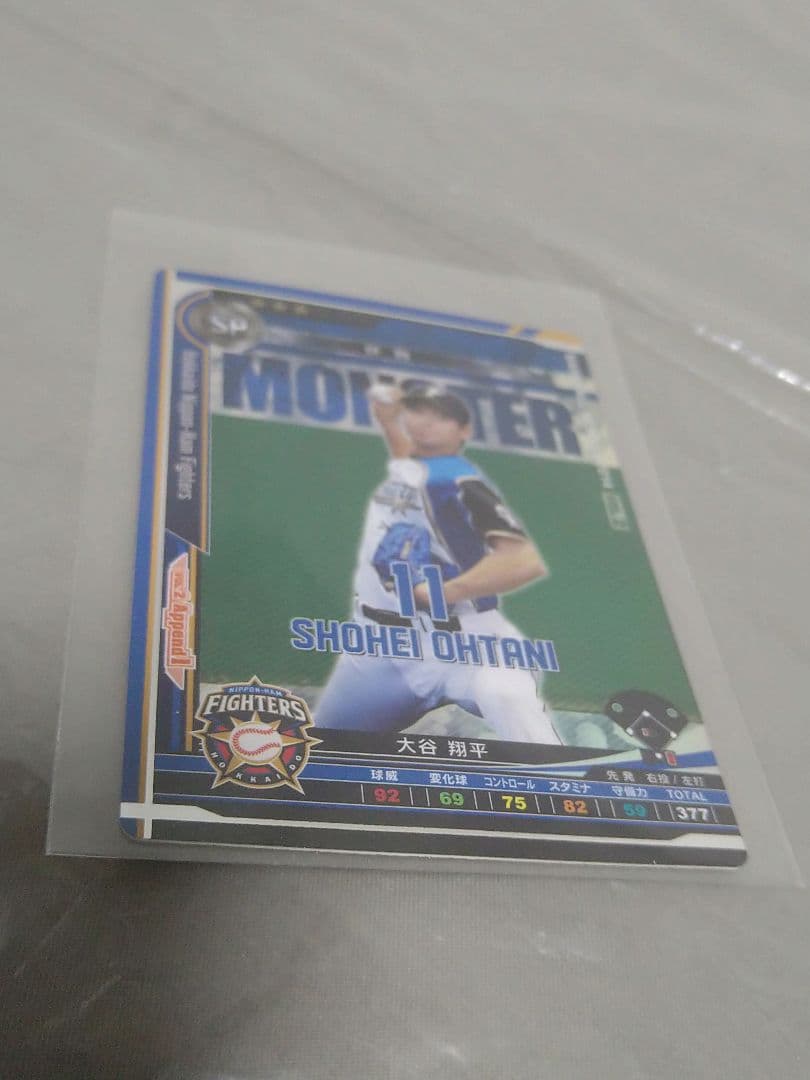 SP
MONSTER
Hokkaido Nippon-Ham Fighters
Vol.2 Append1
11
SHOHEI OHTANI
NIPPON-HAM
FIGHTERS
HOKKAIDO
大谷 翔平
先発 右投 / 左打
球威 変化球 コントロール スタミナ 守備力 TOTAL
92 69 75 82 59 377